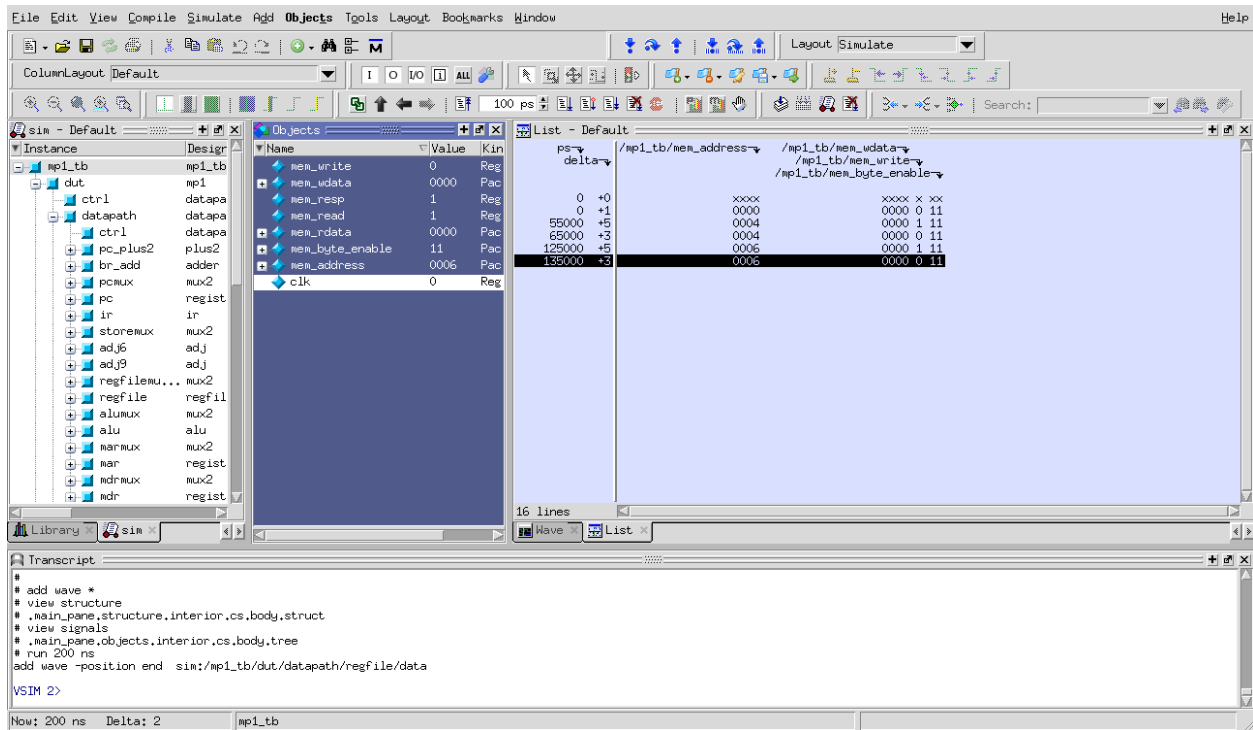 File Edit View Compile Simulate Add Objects Tools Layout Bookmarks Window Help
Layout Simulate
ColumnLayout Default
I O I/O ALL
100 ps
Search:
sim - Default
Instance Desigr
mp1_tb mp1_tb
dut mp1
ctrl datapa
datapath datapa
ctrl datapa
pc_plus2 plus2
br_add adder
pcmux mux2
pc regist
ir ir
storemux mux2
adj6 adj
adj9 adj
regfilemu... mux2
regfile regfil
alumux mux2
alu alu
marmux mux2
mar regist
mdrmux mux2
mdr regist
Library sim
Objects
Name Value Kin
mem_write 0 Reg
mem_wdata 0000 Pac
mem_resp 1 Reg
mem_read 1 Reg
mem_rdata 0000 Pac
mem_byte_enable 11 Pac
mem_address 0006 Pac
clk 0 Reg
List - Default
ps /mp1_tb/mem_address /mp1_tb/mem_wdata
delta /mp1_tb/mem_write
/mp1_tb/mem_byte_enable
0 +0 xxxx xxxx x xx
0 +1 0000 0000 0 11
55000 +5 0004 0000 1 11
65000 +3 0004 0000 0 11
125000 +5 0006 0000 1 11
135000 +3 0006 0000 0 11
16 lines
Wave List
Transcript
#
# add wave *
# view structure
# .main_pane.structure.interior.cs.body.struct
# view signals
# .main_pane.objects.interior.cs.body.tree
# run 200 ns
add wave -position end sim:/mp1_tb/dut/datapath/regfile/data
VSIM 2>
Now: 200 ns Delta: 2 mp1_tb